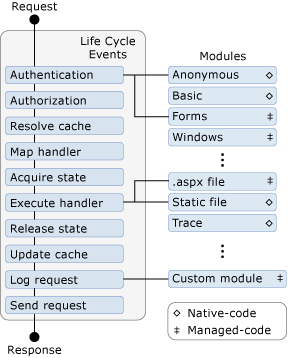 Request
Life Cycle
Events
Modules
Authentication
Authorization
Resolve cache
Map handler
Acquire state
Execute handler
Release state
Update cache
Log request
Send request
Anonymous
Basic
Forms ‡
Windows ‡
.aspx file ‡
Static file
Trace
Custom module ‡
◇ Native-code
‡ Managed-code
Response